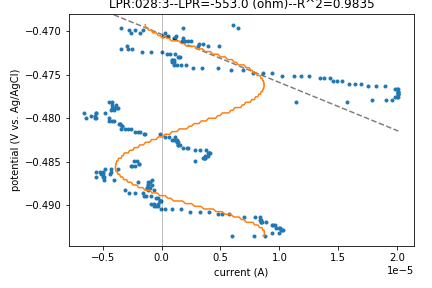 LPR:028:3--LPR=-553.0 (ohm)--R^2=0.9835
potential (V vs. Ag/AgCl)
−0.470
−0.475
−0.480
−0.485
−0.490
−0.5 0.0 0.5 1.0 1.5 2.0
1e−5
current (A)